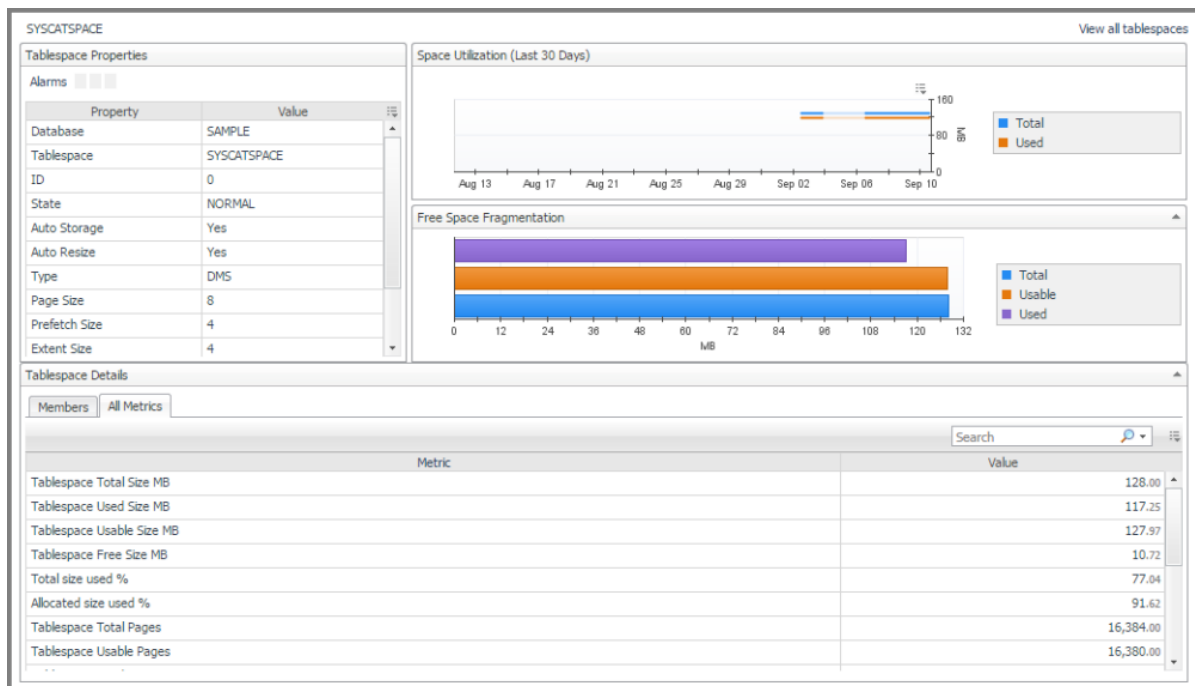 SYSCATSPACE
View all tablespaces
Tablespace Properties
Alarms
Property Value
Database SAMPLE
Tablespace SYSCATSPACE
ID 0
State NORMAL
Auto Storage Yes
Auto Resize Yes
Type DMS
Page Size 8
Prefetch Size 4
Extent Size 4
Space Utilization (Last 30 Days)
160
80
0
MB
Aug 13 Aug 17 Aug 21 Aug 25 Aug 29 Sep 02 Sep 06 Sep 10
Total
Used
Free Space Fragmentation
0 12 24 36 48 60 72 84 96 108 120 132
MB
Total
Usable
Used
Tablespace Details
Members All Metrics
Search
Metric Value
Tablespace Total Size MB 128.00
Tablespace Used Size MB 117.25
Tablespace Usable Size MB 127.97
Tablespace Free Size MB 10.72
Total size used % 77.04
Allocated size used % 91.62
Tablespace Total Pages 16,384.00
Tablespace Usable Pages 16,380.00